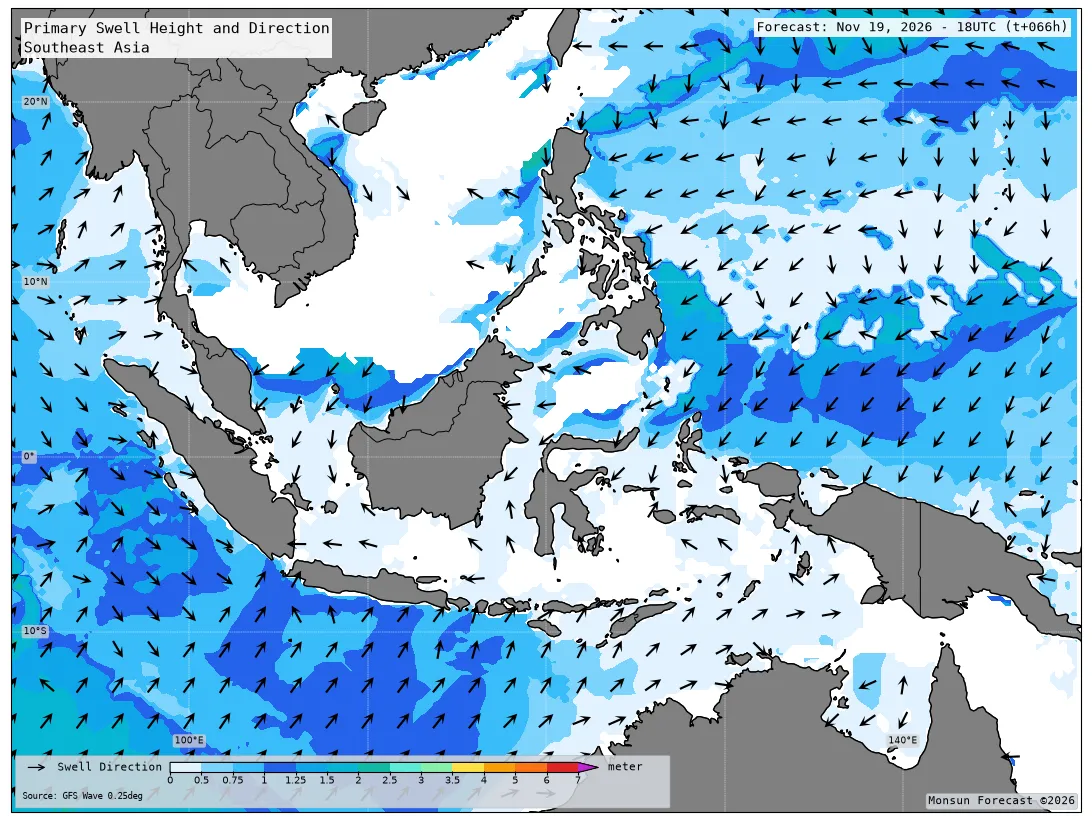 Primary Swell Height and Direction
Southeast Asia
Forecast: Nov 19, 2026 - 18UTC (t+066h)
20°N
10°N
0°
10°S
100°E
140°E
Swell Direction
0 0.5 0.75 1 1.25 1.5 2 2.5 3 3.5 4 5 6 7
meter
Source: GFS Wave 0.25deg
Monsun Forecast ©2026